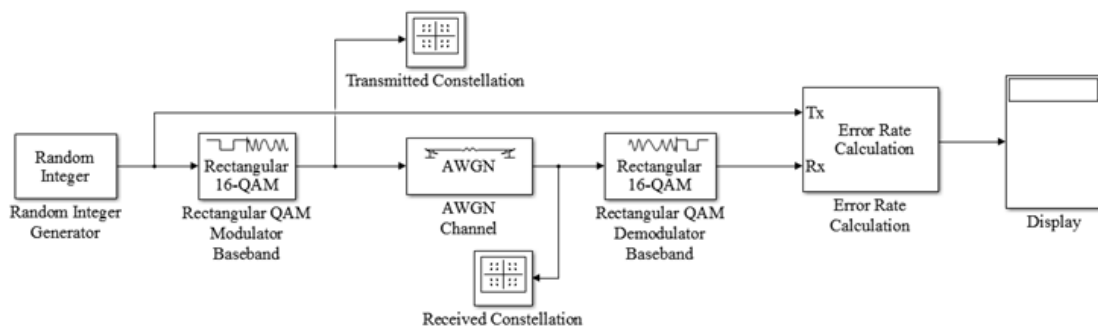 Transmitted Constellation
Random
Integer
Random Integer
Generator
Rectangular
16-QAM
Rectangular QAM
Modulator
Baseband
AWGN
AWGN
Channel
Rectangular
16-QAM
Rectangular QAM
Demodulator
Baseband
Tx
Rx
Error Rate
Calculation
Error Rate
Calculation
Display
Received Constellation